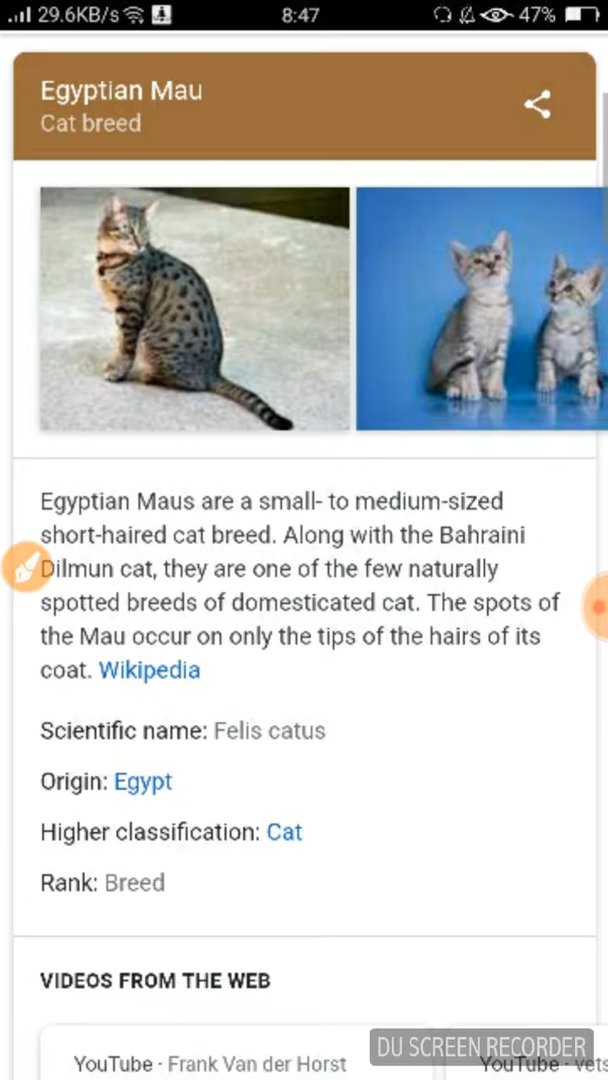 29.6KB/s 8:47 47%
Egyptian Mau
Cat breed
Egyptian Maus are a small- to medium-sized
short-haired cat breed. Along with the Bahraini
Dilmun cat, they are one of the few naturally
spotted breeds of domesticated cat. The spots of
the Mau occur on only the tips of the hairs of its
coat. Wikipedia
Scientific name: Felis catus
Origin: Egypt
Higher classification: Cat
Rank: Breed
VIDEOS FROM THE WEB
DU SCREEN RECORDER
YouTube · Frank Van der Horst
YouTube · vets